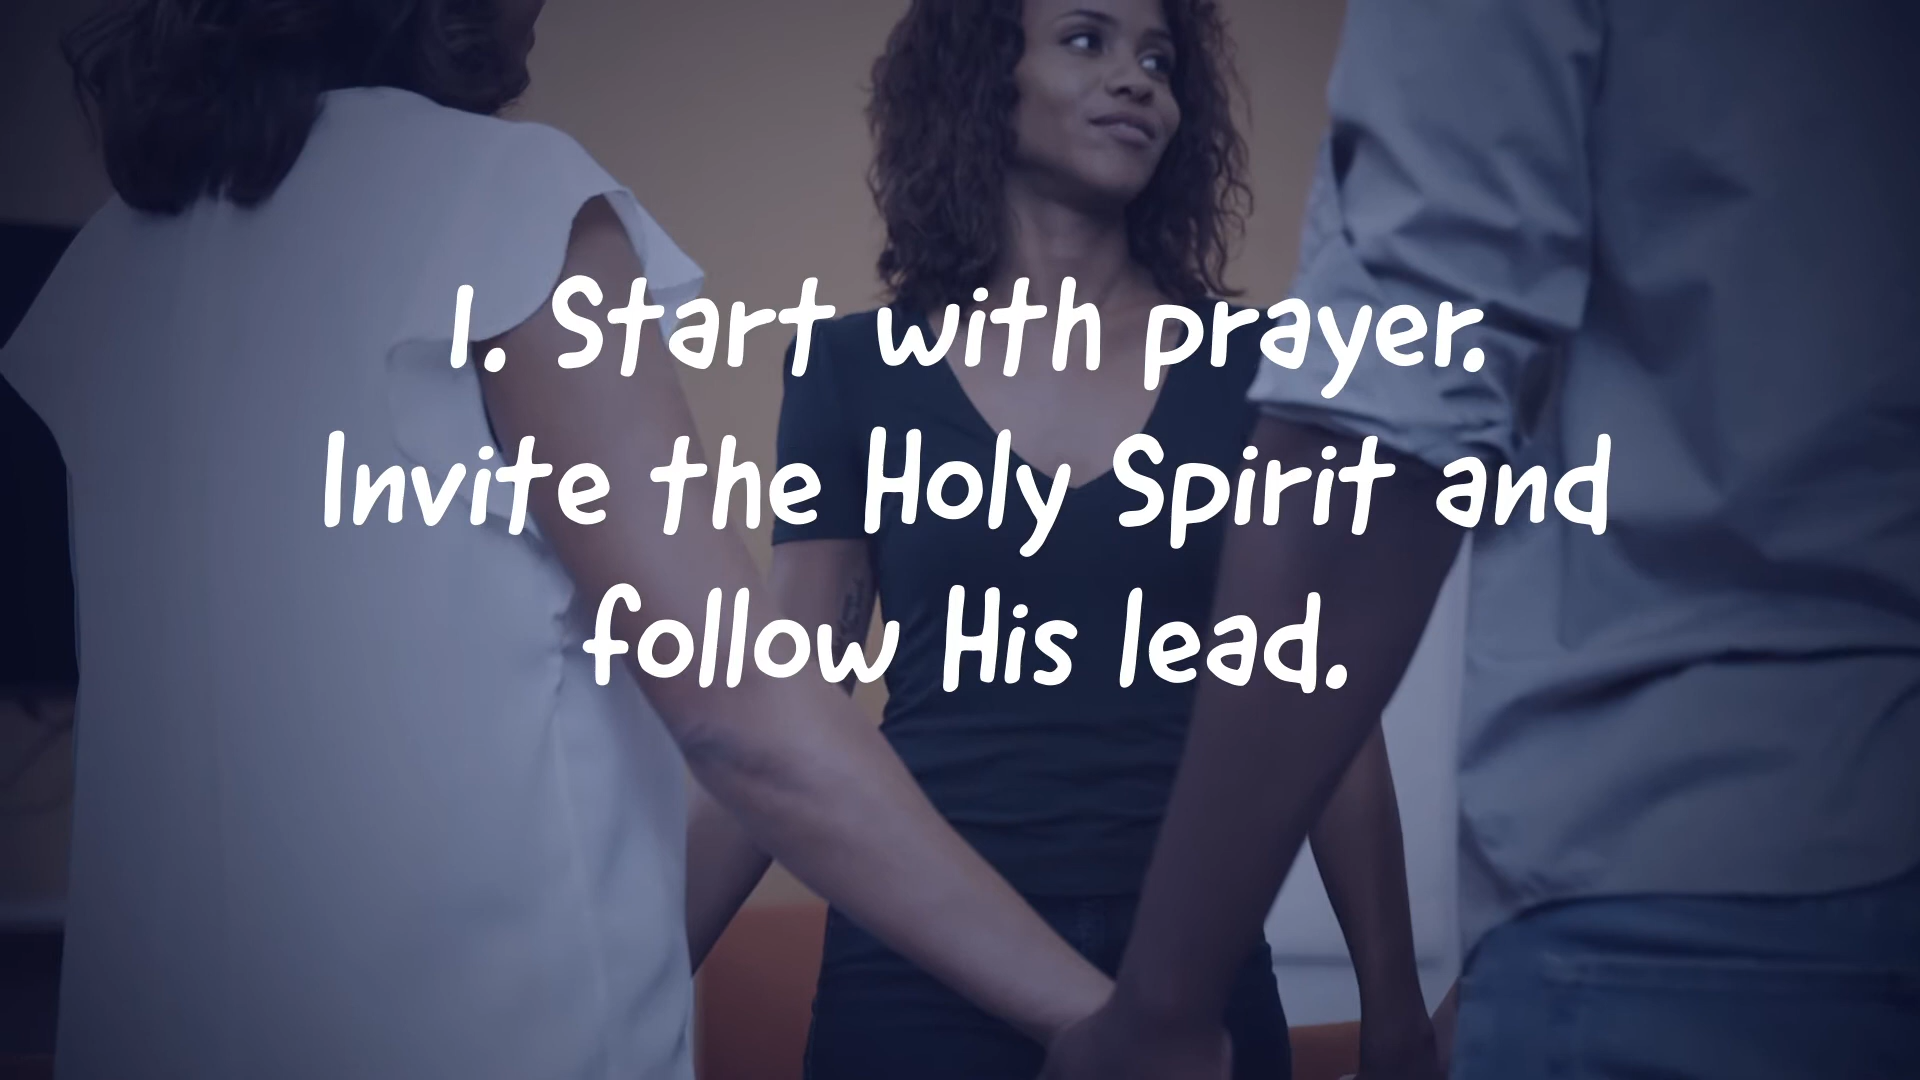 1. Start with prayer.
Invite the Holy Spirit and
follow His lead.